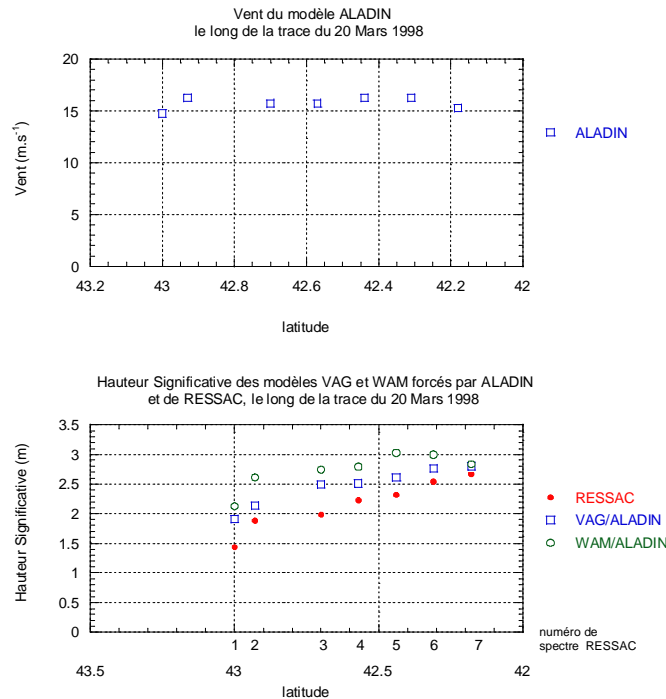 Vent du modèle ALADIN
le long de la trace du 20 Mars 1998
20
15
10
5
0
Vent (m.s-1)
43.2 43 42.8 42.6 42.4 42.2 42
latitude
ALADIN
Hauteur Significative des modèles VAG et WAM forcés par ALADIN
et de RESSAC, le long de la trace du 20 Mars 1998
3.5
3
2.5
2
1.5
1
0.5
0
Hauteur Significative (m)
RESSAC
VAG/ALADIN
WAM/ALADIN
1 2 3 4 5 6 7
numéro de
spectre RESSAC
43.5 43 42.5 42
latitude